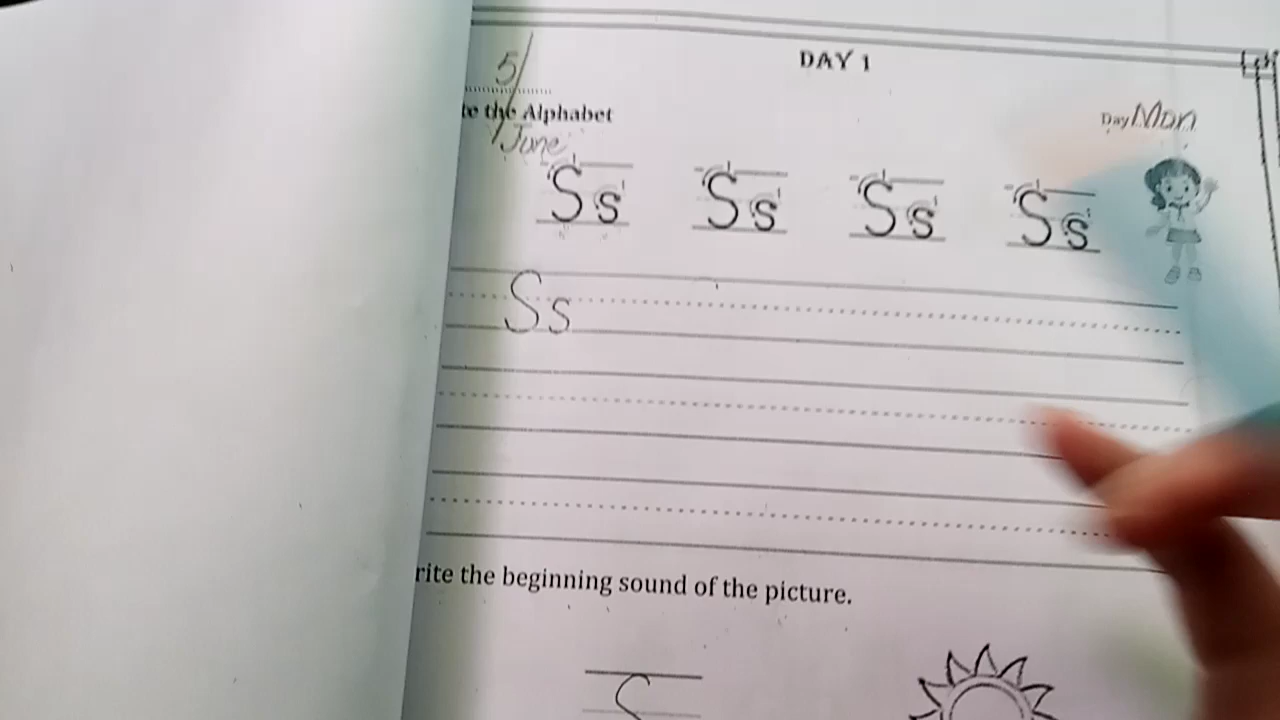 DAY 1
5/
te the Alphabet
Day Mon
June
Ss Ss Ss Ss
Ss
rite the beginning sound of the picture.
S